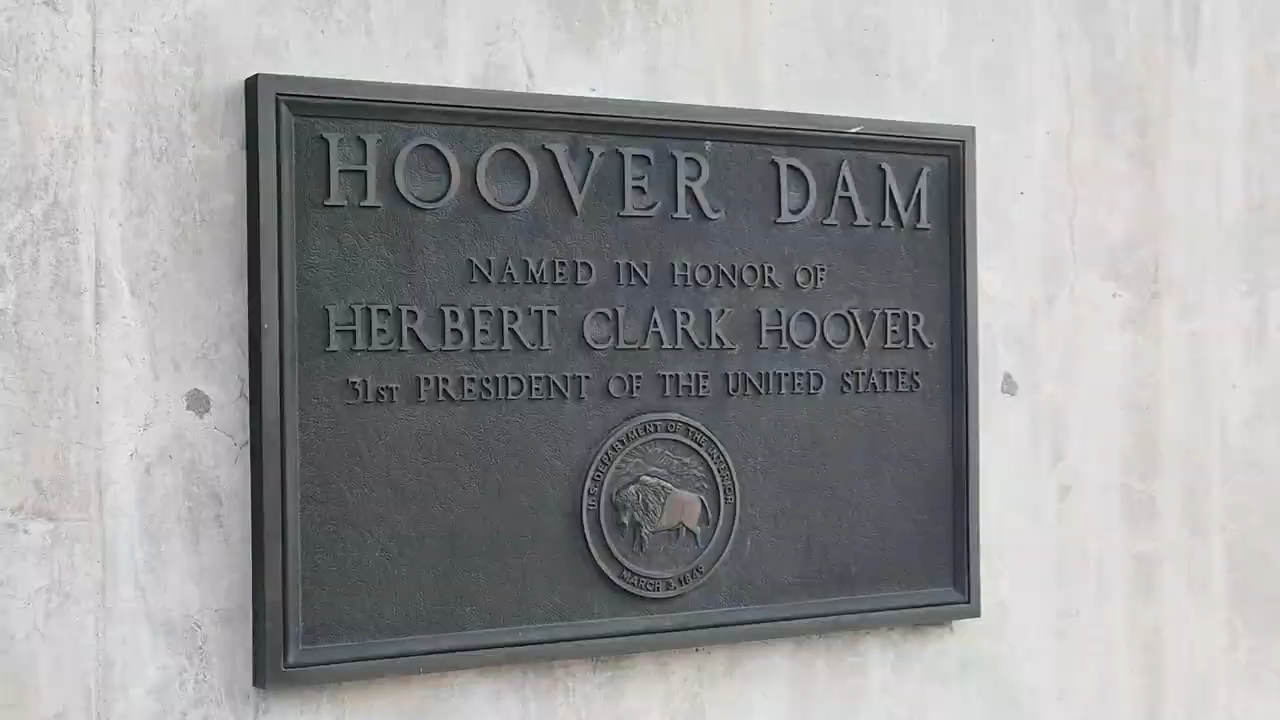 HOOVER DAM
NAMED IN HONOR OF
HERBERT CLARK HOOVER
31ST PRESIDENT OF THE UNITED STATES
U.S. DEPARTMENT OF THE INTERIOR
MARCH 3, 1849